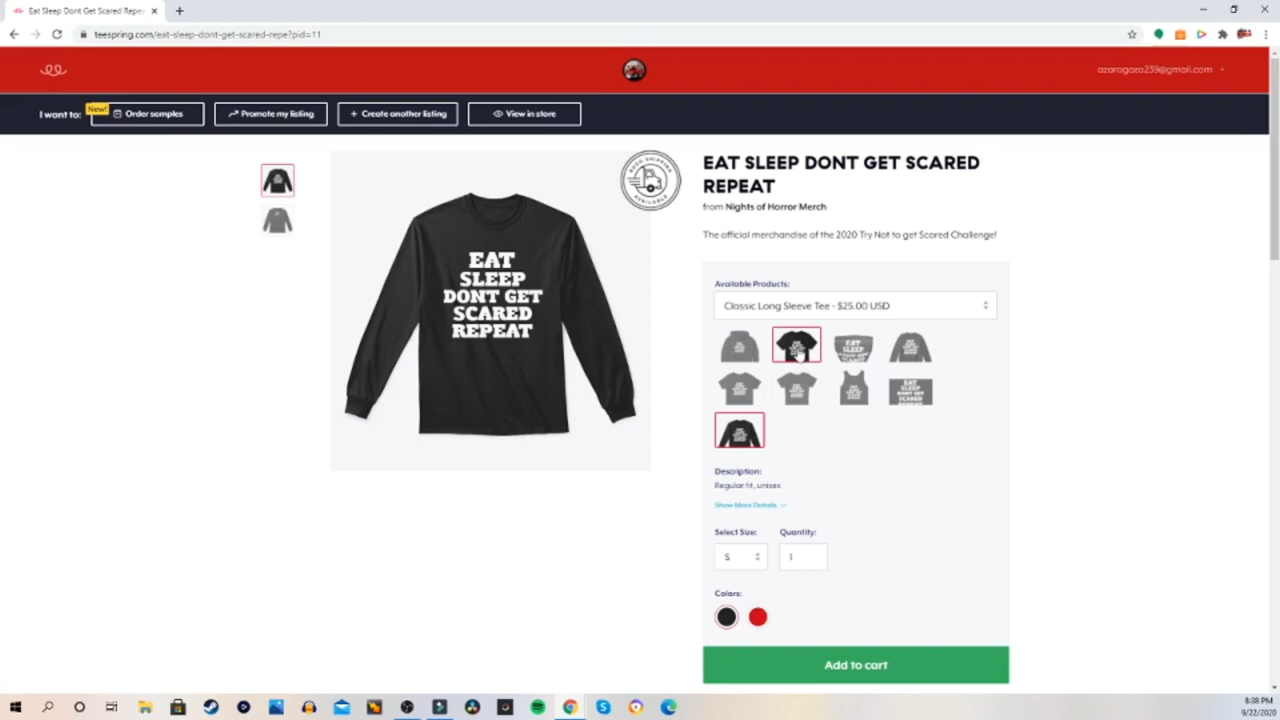 Eat Sleep Dont Get Scared Repe
teespring.com/eat-sleep-dont-get-scared-repe?pid=11
azarogozo239@gmail.com
I want to:
New!
Order samples
Promote my listing
+ Create another listing
View in store
EAT SLEEP DONT GET SCARED
REPEAT
from Nights of Horror Merch
The official merchandise of the 2020 Try Not to get Scared Challenge!
RUSH SHIPPING
AVAILABLE
EAT
SLEEP
DONT GET
SCARED
REPEAT
Available Products:
Classic Long Sleeve Tee - $25.00 USD
Description:
Regular fit, unisex
Show More Details
Select Size:
Quantity:
S
1
Colors:
Add to cart
8:38 PM
9/22/2020